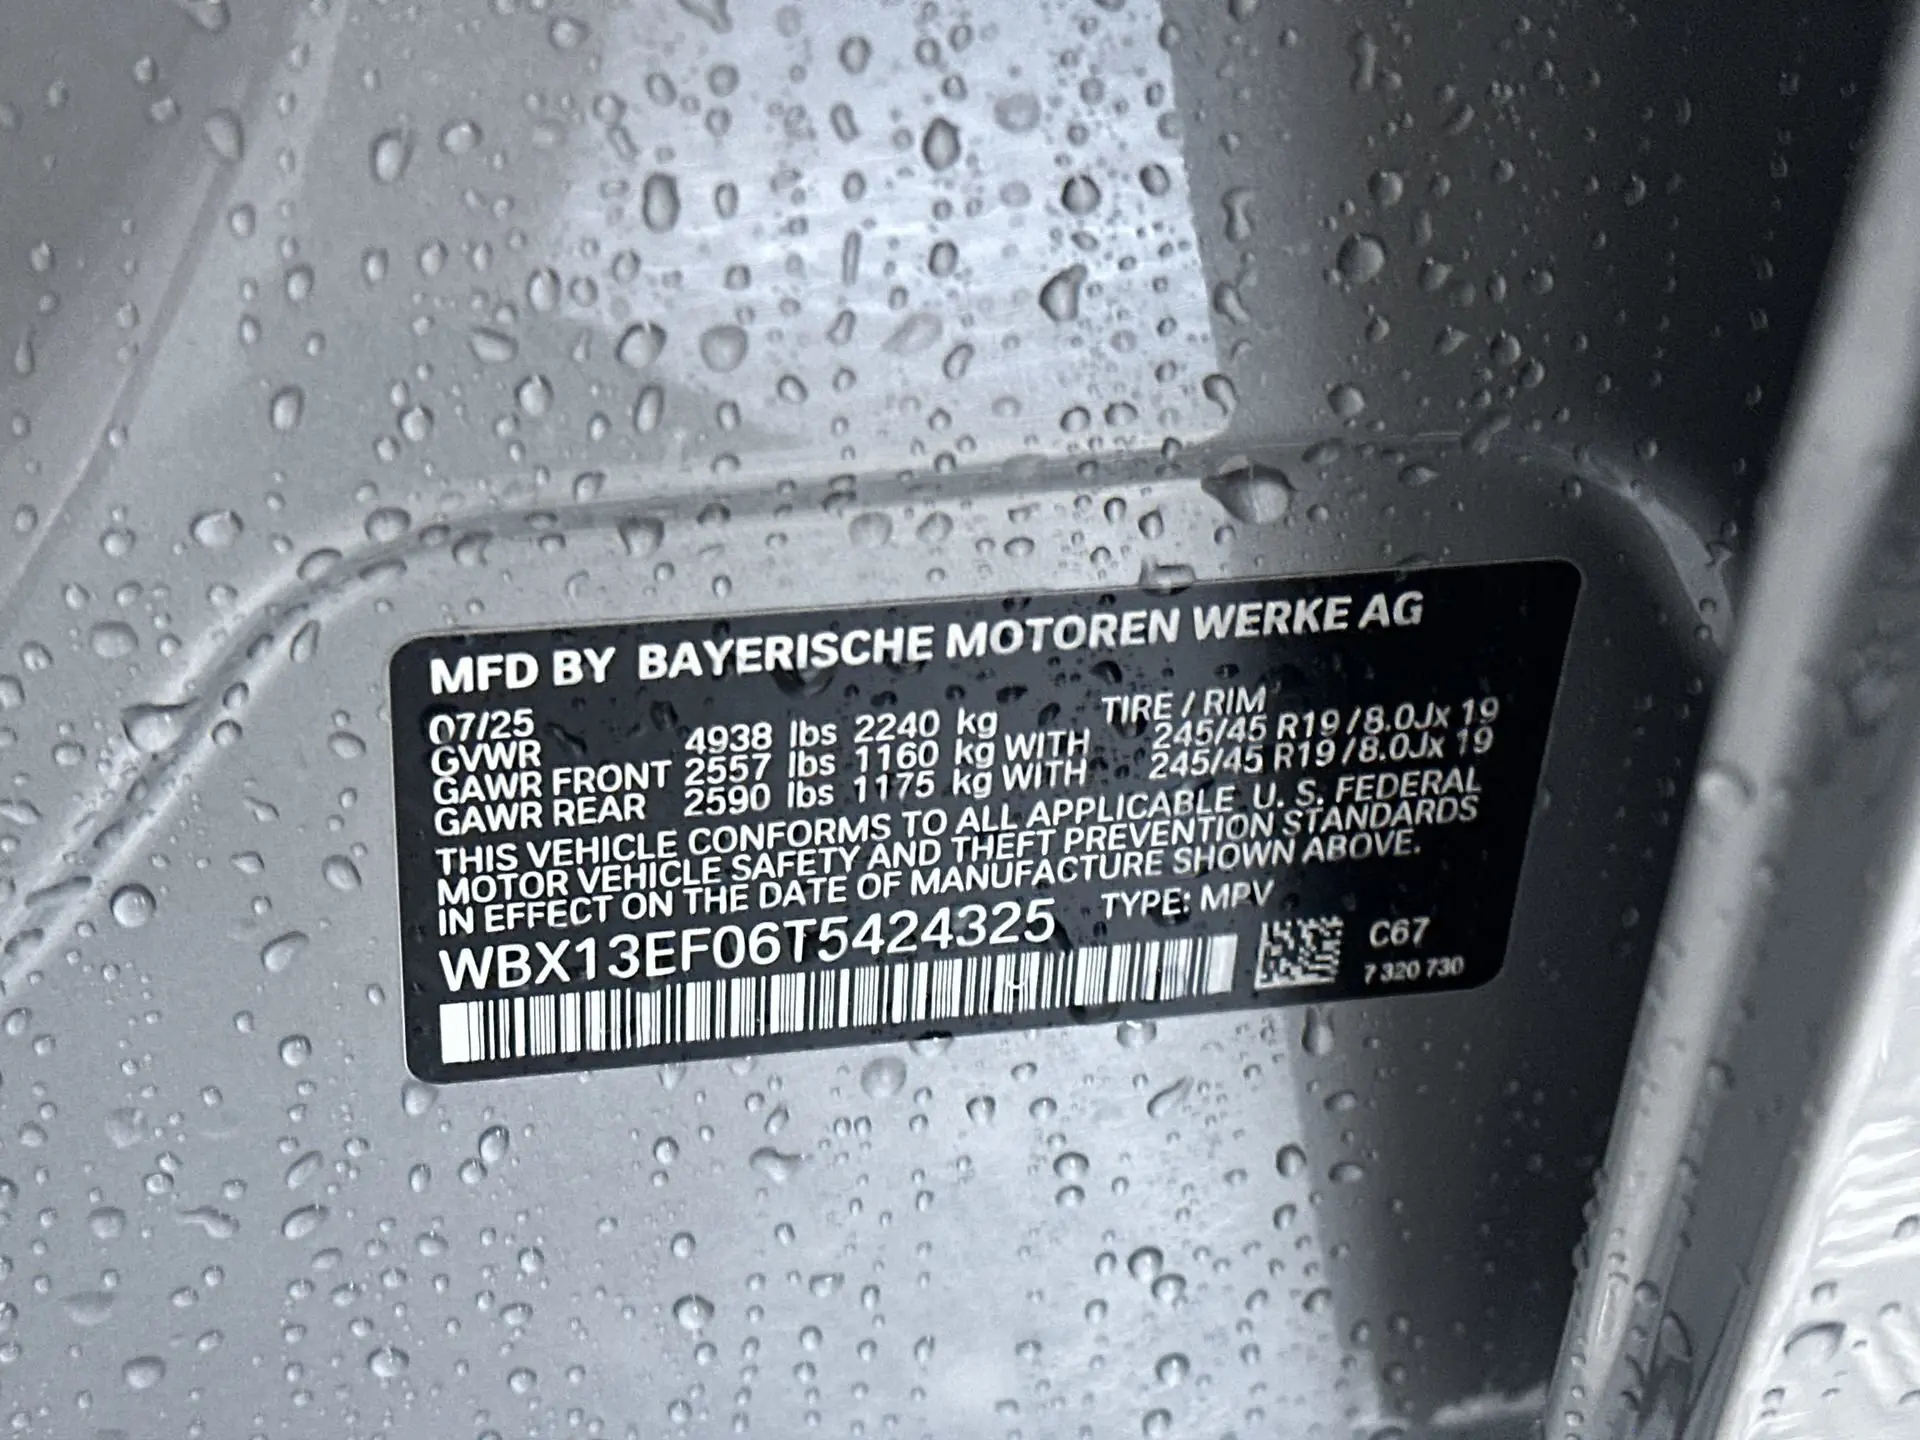 MFD BY BAYERISCHE MOTOREN WERKE AG
07/25 TIRE / RIM
GVWR 4938 lbs 2240 kg
GAWR FRONT 2557 lbs 1160 kg WITH 245/45 R19 /8.0Jx 19
GAWR REAR 2590 lbs 1175 kg WITH 245/45 R19 /8.0Jx 19
THIS VEHICLE CONFORMS TO ALL APPLICABLE U. S. FEDERAL
MOTOR VEHICLE SAFETY AND THEFT PREVENTION STANDARDS
IN EFFECT ON THE DATE OF MANUFACTURE SHOWN ABOVE.
WBX13EF06T5424325 TYPE: MPV
C67
7 320 730